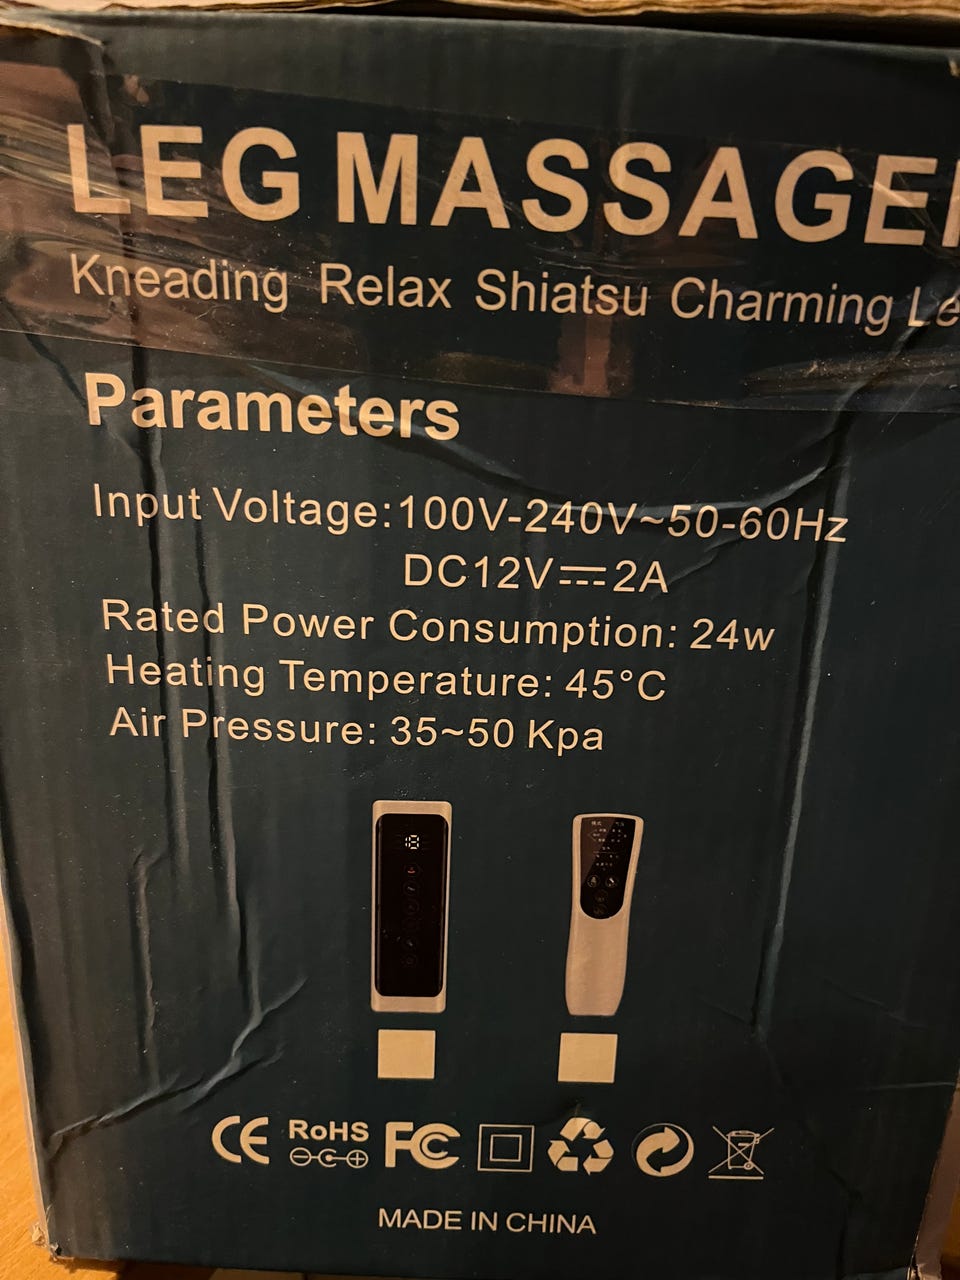 LEG MASSAGE
Kneading Relax Shiatsu Charming Le
Parameters
Input Voltage:100V-240V~50-60Hz
DC12V⎓2A
Rated Power Consumption: 24w
Heating Temperature: 45°C
Air Pressure: 35~50 Kpa
CE RoHS FC
MADE IN CHINA